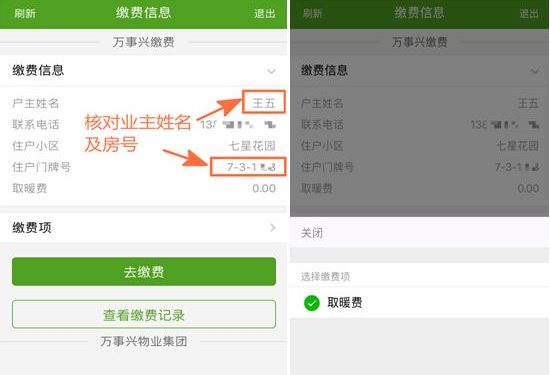 刷新 缴费信息 退出
万事兴缴费
缴费信息
户主姓名 王五
联系电话 138
住户小区 七星花园
住户门牌号 7-3-1
取暖费 0.00
核对业主姓名
及房号
缴费项
去缴费
查看缴费记录
万事兴物业集团
刷新 缴费信息 退出
万事兴缴费
缴费信息
户主姓名 王五
联系电话 138
住户小区 七星花园
住户门牌号 7-3-1
取暖费 0.00
关闭
选择缴费项
取暖费